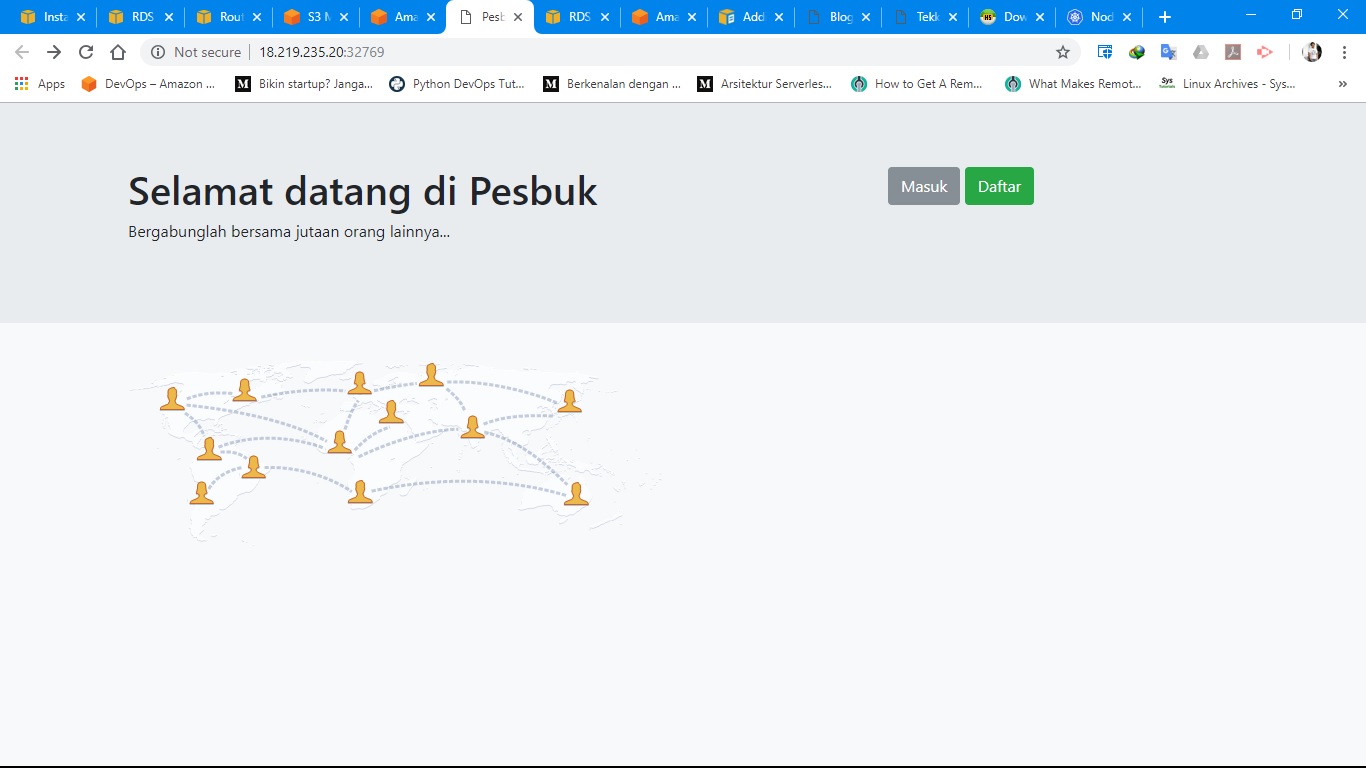 Insta RDS Rout S3 M Ama Pesb RDS Ama Add Blog Tekk Dow Nod
Not secure 18.219.235.20:32769
Apps DevOps – Amazon ... Bikin startup? Janga... Python DevOps Tut... Berkenalan dengan ... Arsitektur Serverles... How to Get A Rem... What Makes Remot... Linux Archives - Sys... »
Selamat datang di Pesbuk
Masuk Daftar
Bergabunglah bersama jutaan orang lainnya...